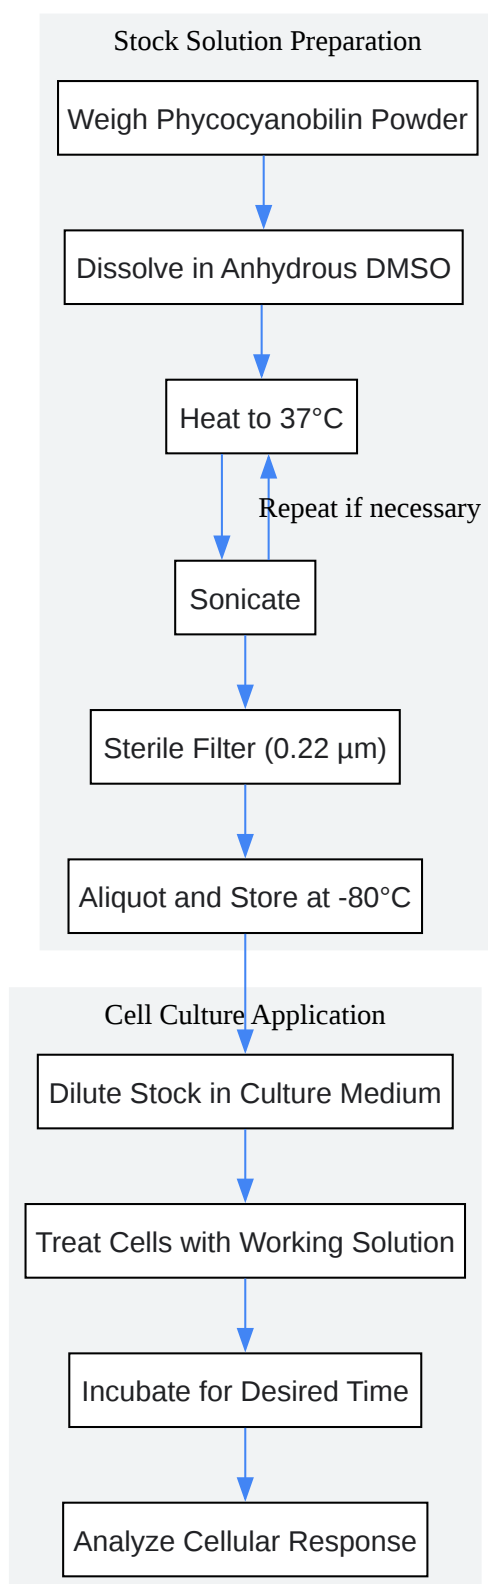 Stock Solution Preparation
Weigh Phycocyanobilin Powder
Dissolve in Anhydrous DMSO
Heat to 37°C
Repeat if necessary
Sonicate
Sterile Filter (0.22 µm)
Aliquot and Store at -80°C
Cell Culture Application
Dilute Stock in Culture Medium
Treat Cells with Working Solution
Incubate for Desired Time
Analyze Cellular Response